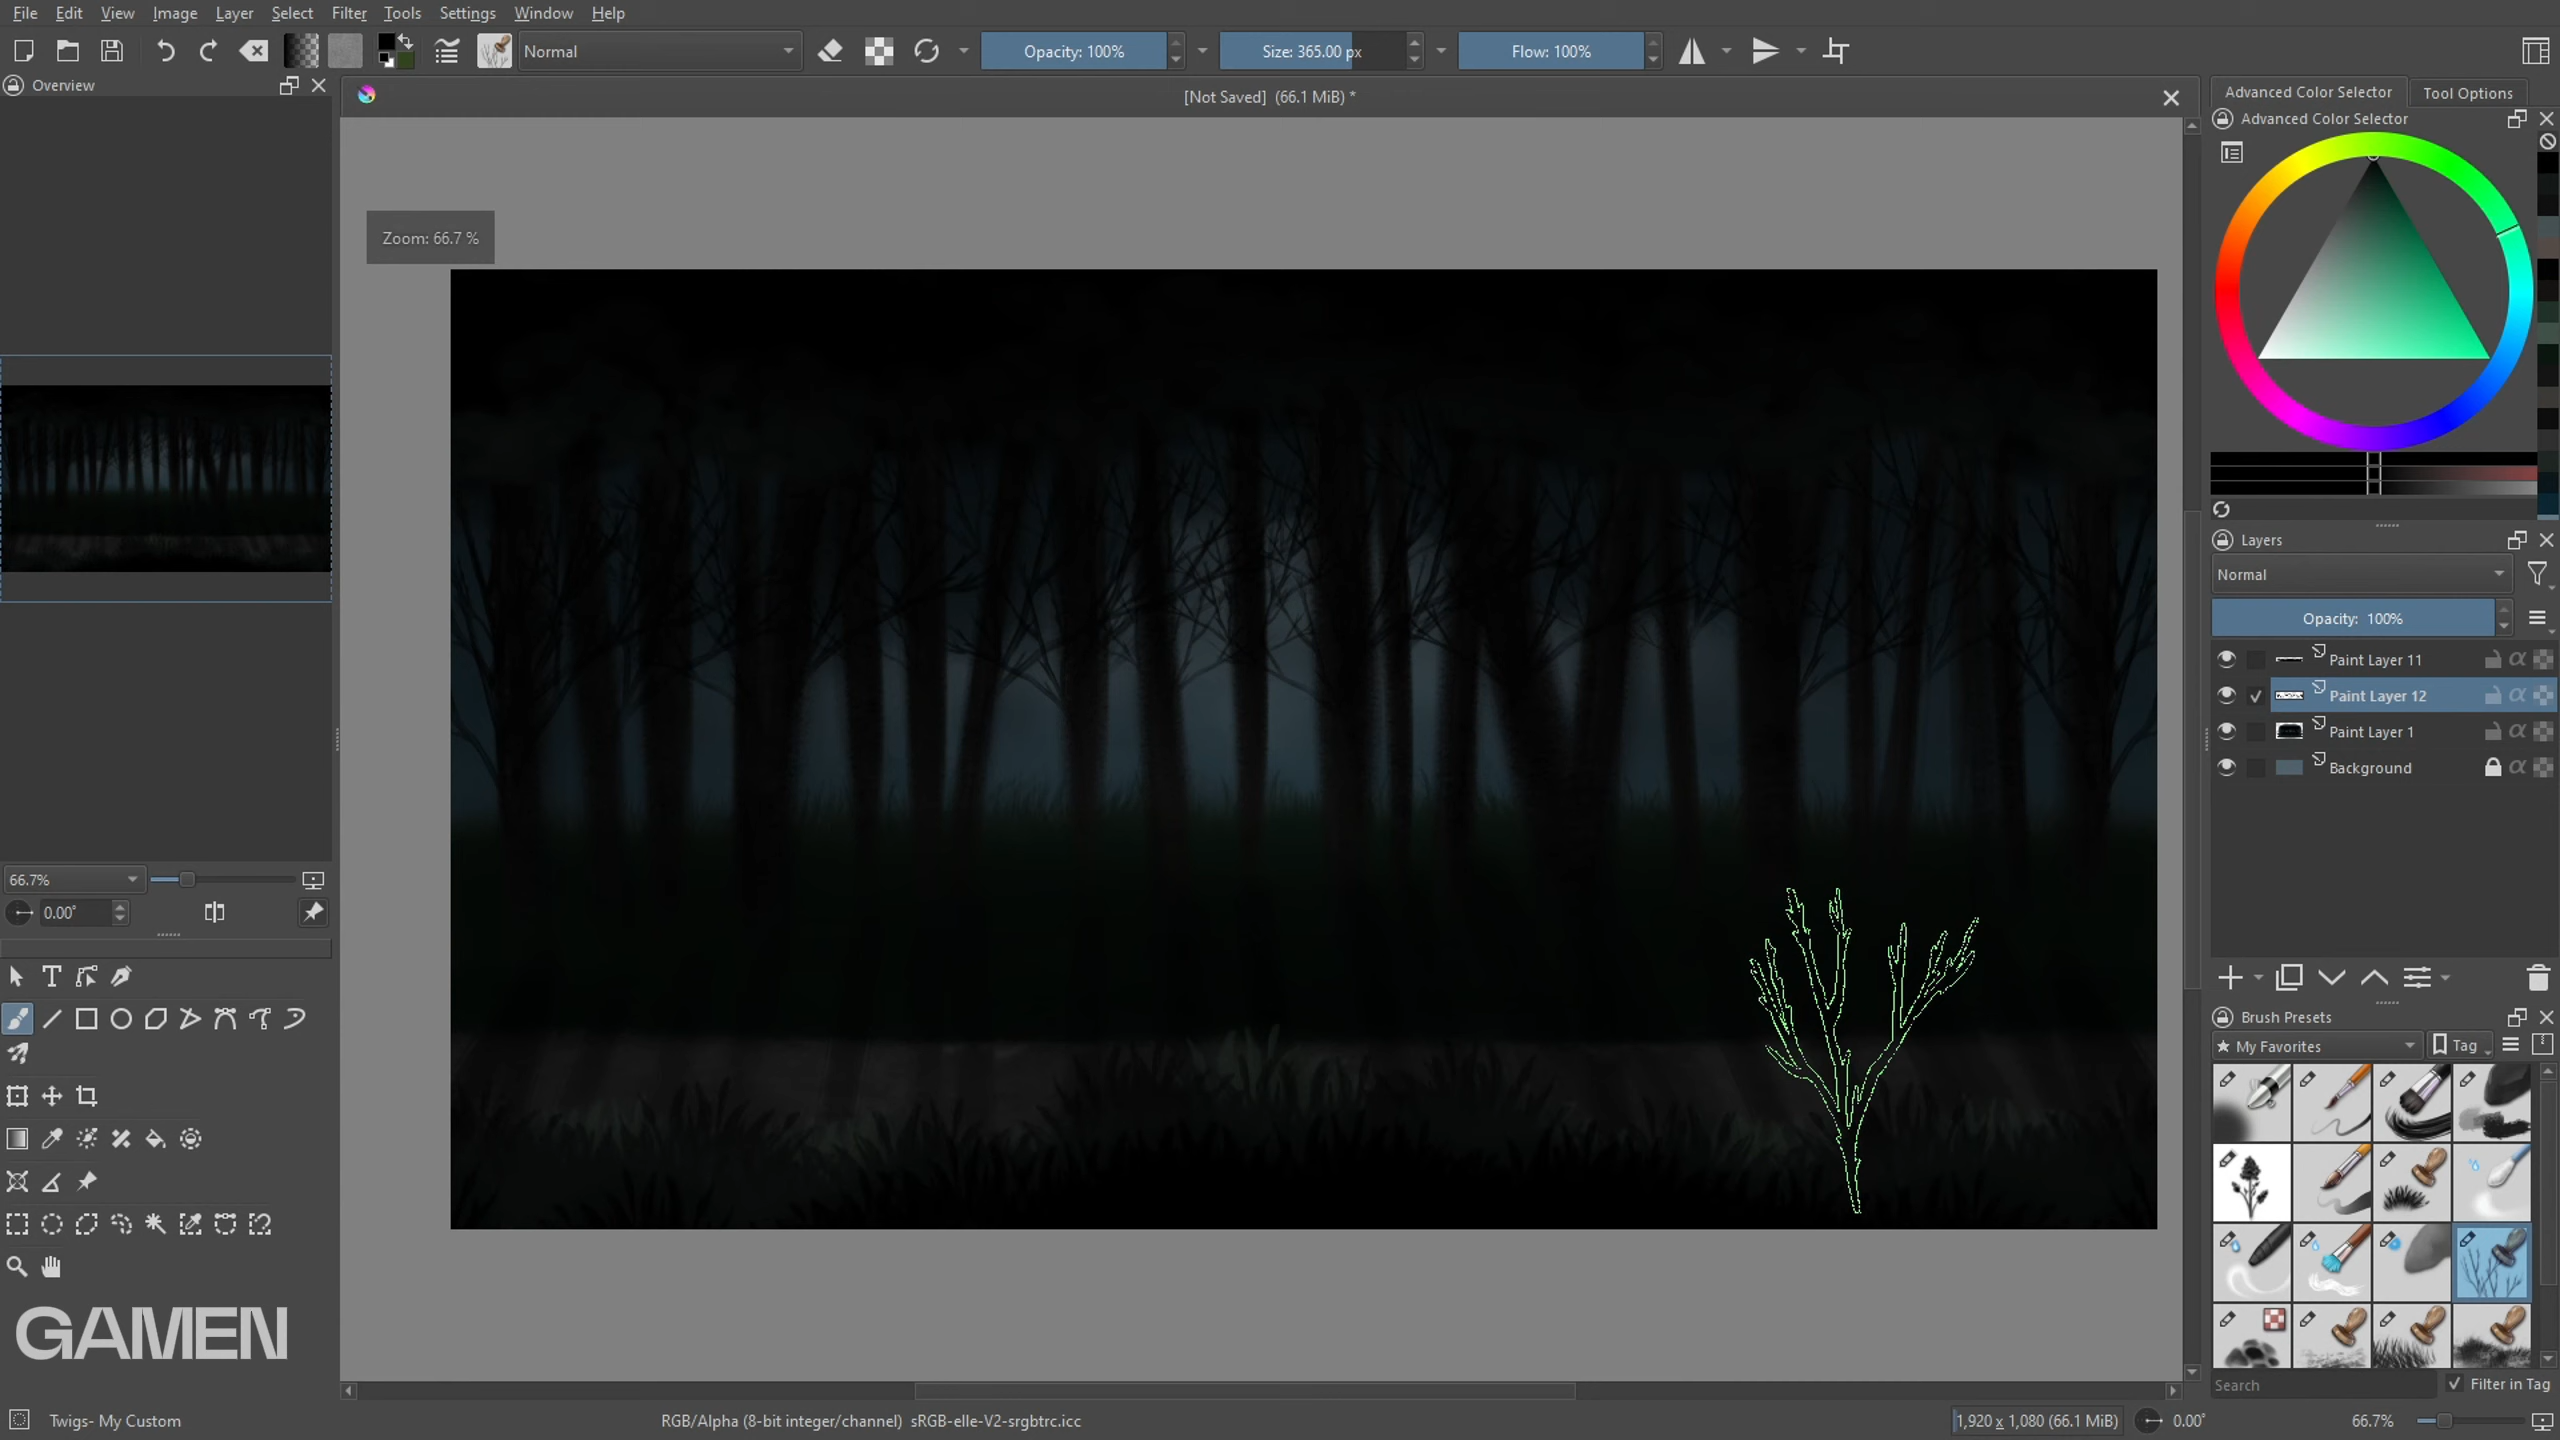 File Edit View Image Layer Select Filter Tools Settings Window Help
Normal
Opacity: 100%
Size: 365.00 px
Flow: 100%
Overview
[Not Saved] (66.1 MiB) *
Advanced Color Selector
Tool Options
Advanced Color Selector
Zoom: 66.7 %
Layers
Normal
Opacity: 100%
Paint Layer 11
Paint Layer 12
Paint Layer 1
Background
66.7%
0.00°
Brush Presets
My Favorites
Tag
GAMEN
Search
Filter in Tag
Twigs- My Custom
RGB/Alpha (8-bit integer/channel) sRGB-elle-V2-srgbtrc.icc
1,920 x 1,080 (66.1 MiB)
0.00°
66.7%